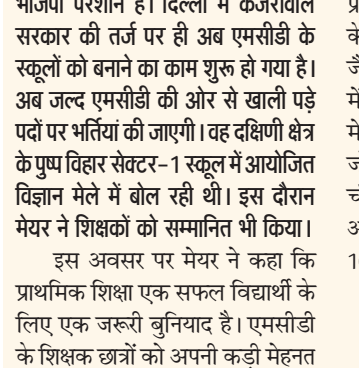 भाजपा परेशान है। दिल्ली में केजरीवाल
सरकार की तर्ज पर ही अब एमसीडी के
स्कूलों को बनाने का काम शुरू हो गया है।
अब जल्द एमसीडी की ओर से खाली पड़े
पदों पर भर्तियां की जाएगी। वह दक्षिणी क्षेत्र
के पुष्प विहार सेक्टर-1 स्कूल में आयोजित
विज्ञान मेले में बोल रही थी। इस दौरान
मेयर ने शिक्षकों को सम्मानित भी किया।
इस अवसर पर मेयर ने कहा कि
प्राथमिक शिक्षा एक सफल विद्यार्थी के
लिए एक जरूरी बुनियाद है। एमसीडी
के शिक्षक छात्रों को अपनी कड़ी मेहनत